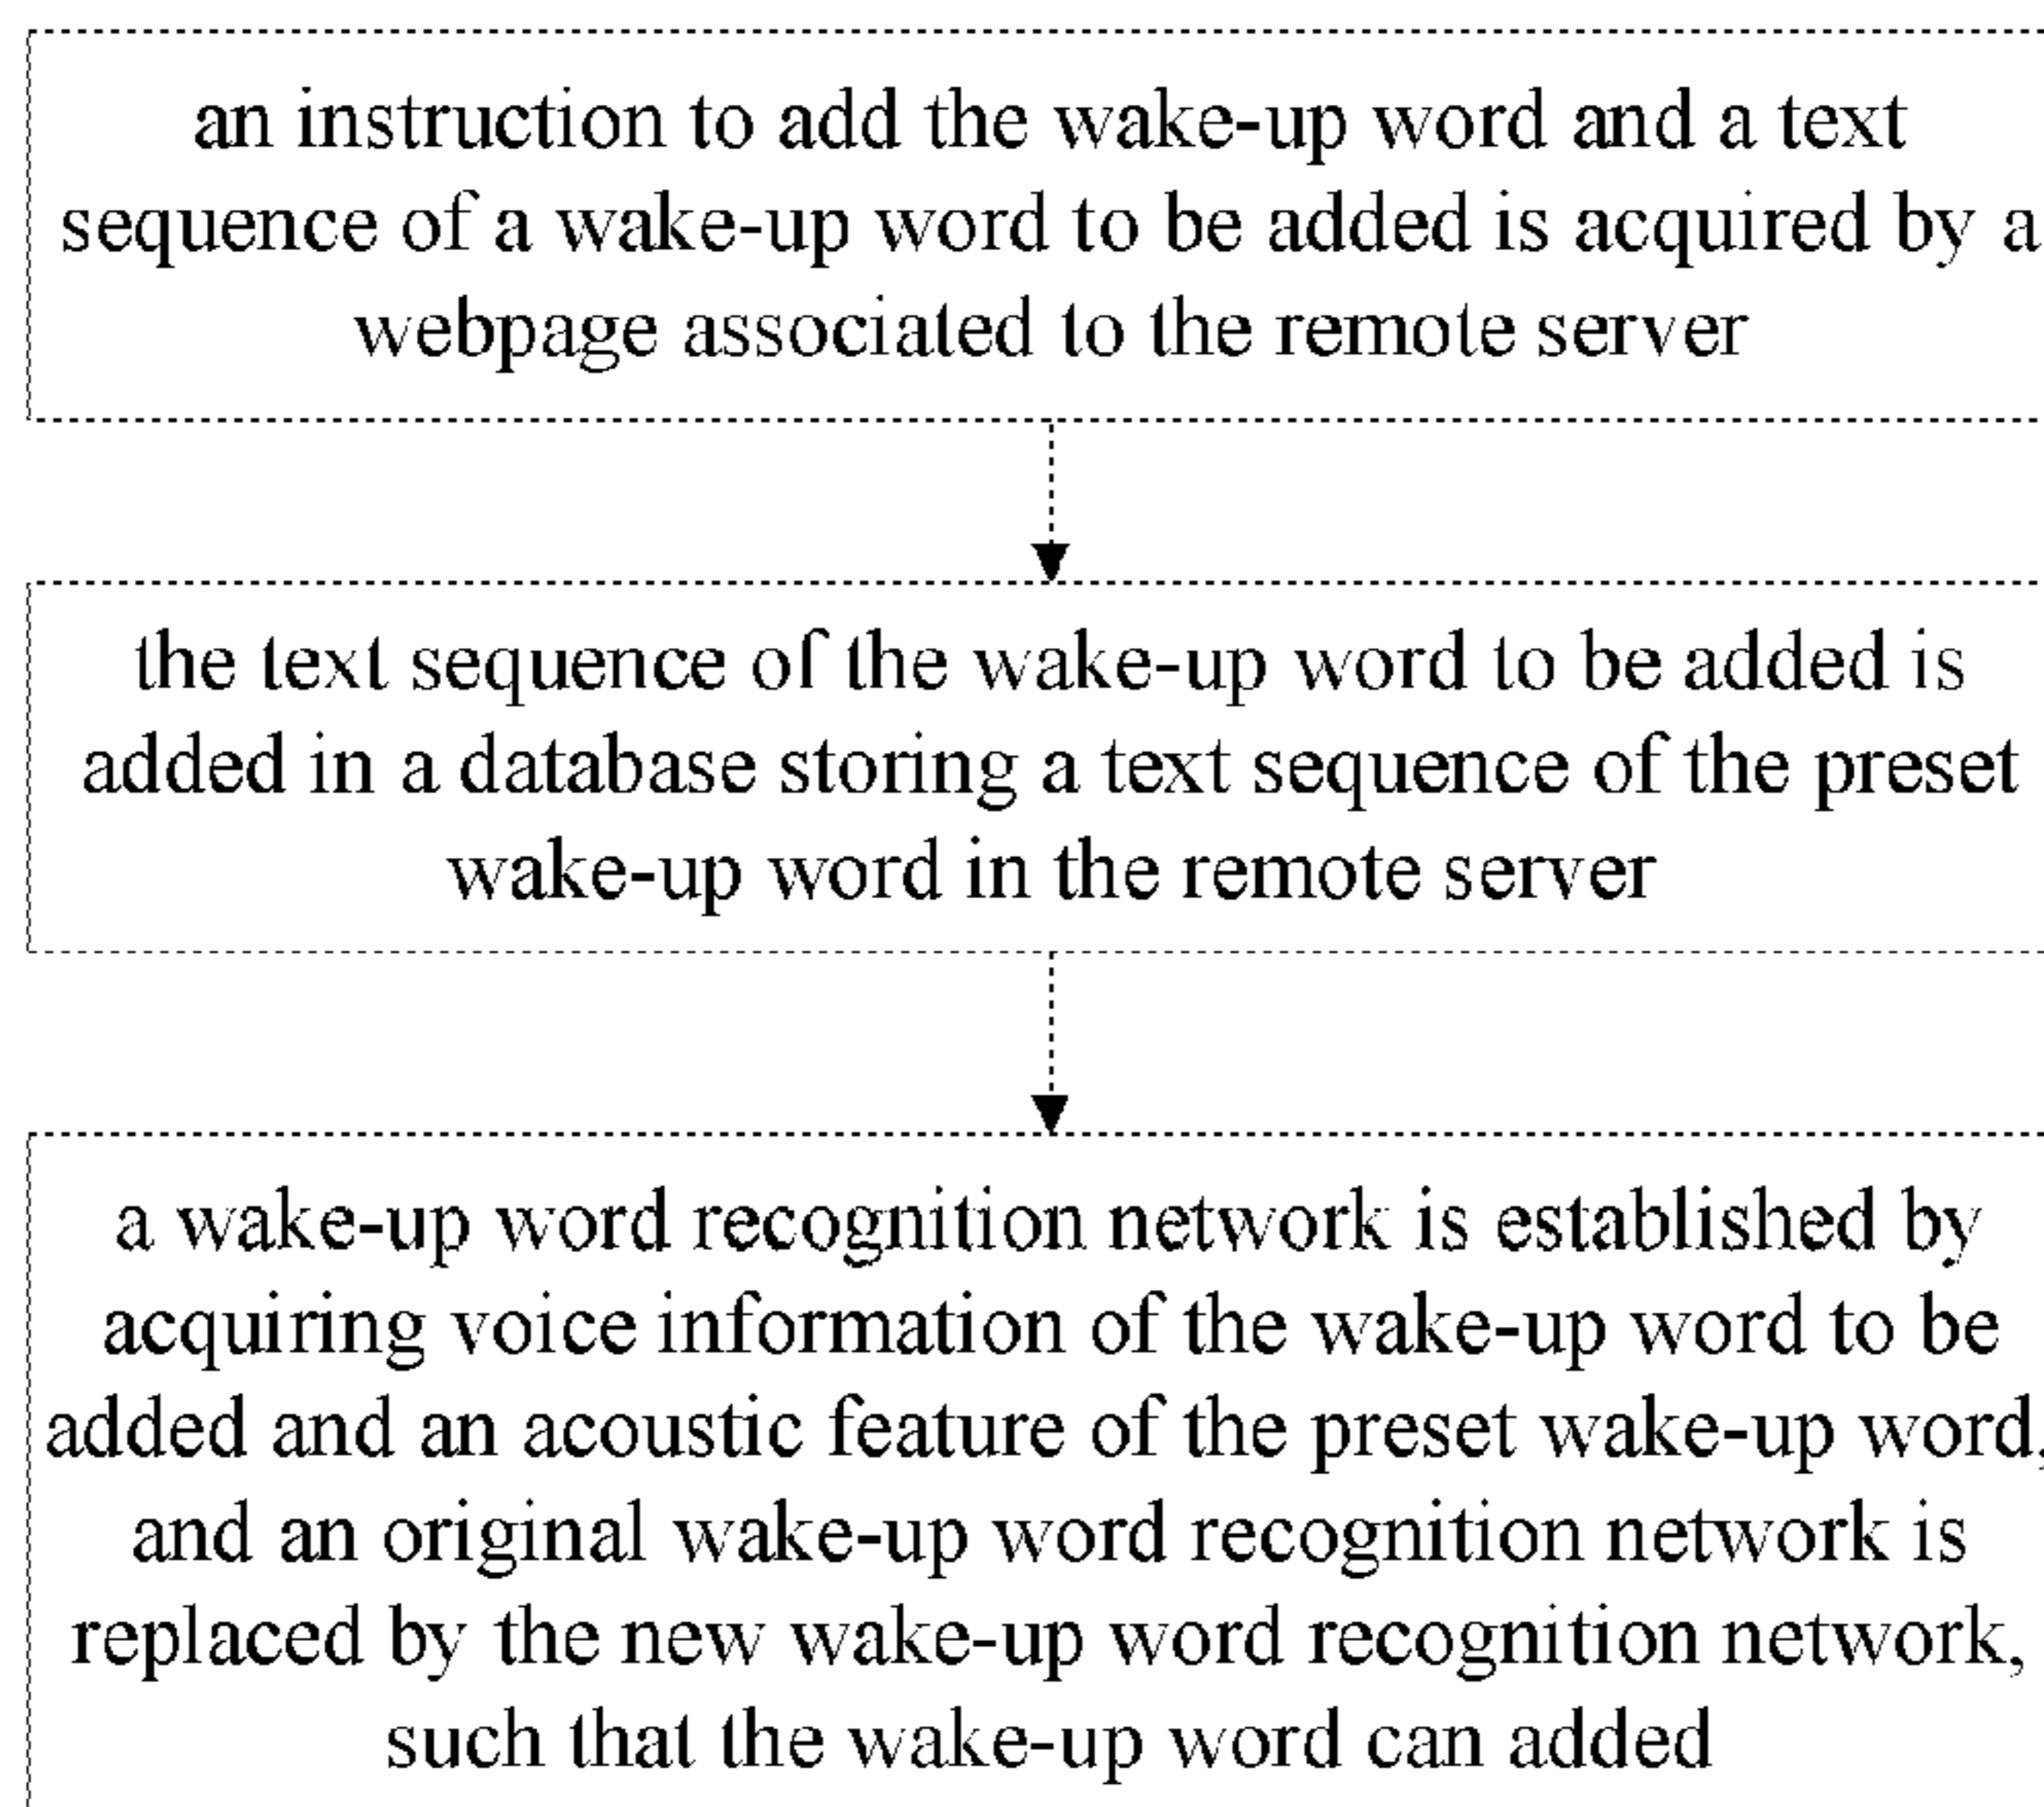 an instruction to add the wake-up word and a text
sequence of a wake-up word to be added is acquired by a
webpage associated to the remote server
the text sequence of the wake-up word to be added is
added in a database storing a text sequence of the preset
wake-up word in the remote server
a wake-up word recognition network is established by
acquiring voice information of the wake-up word to be
added and an acoustic feature of the preset wake-up word,
and an original wake-up word recognition network is
replaced by the new wake-up word recognition network,
such that the wake-up word can added